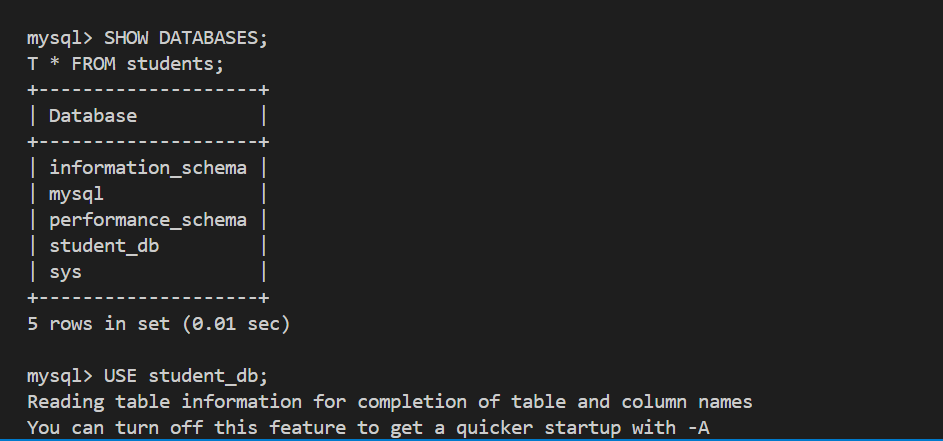 mysql> SHOW DATABASES;
T * FROM students;
+--------------------+
| Database           |
+--------------------+
| information_schema |
| mysql              |
| performance_schema |
| student_db         |
| sys                |
+--------------------+
5 rows in set (0.01 sec)
mysql> USE student_db;
Reading table information for completion of table and column names
You can turn off this feature to get a quicker startup with -A